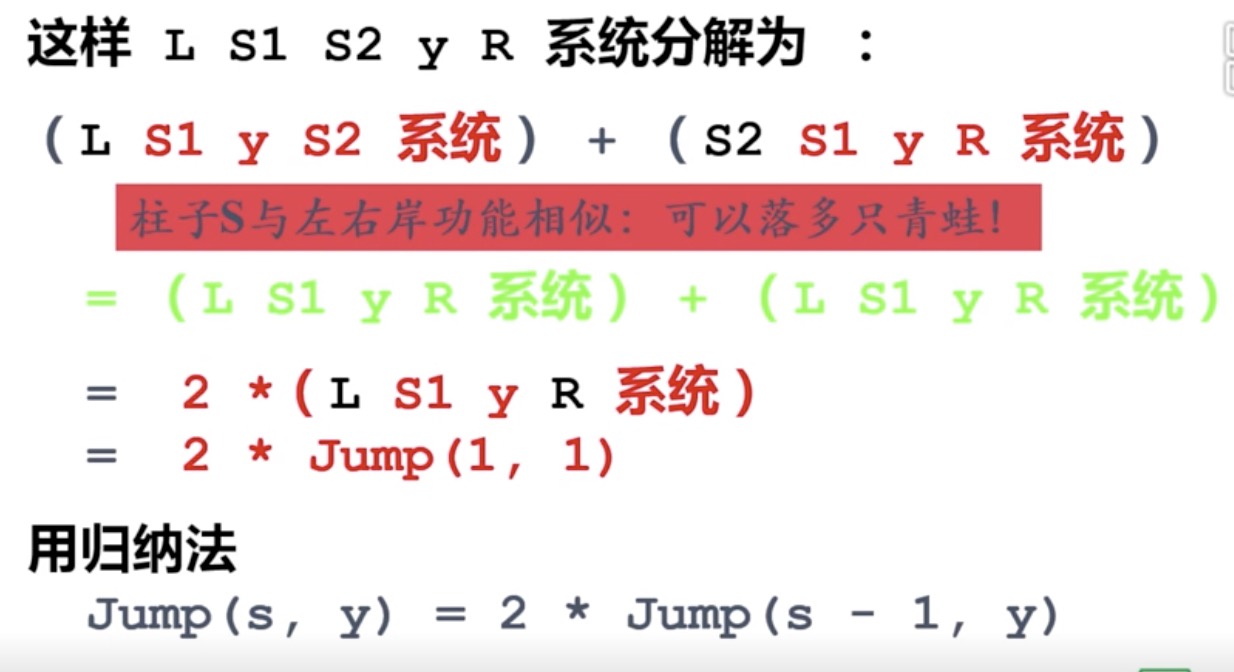 这样 L S1 S2 y R 系统分解为 :
(L S1 y S2 系统) + (S2 S1 y R 系统)
柱子S与左右岸功能相似：可以落多只青蛙！
= (L S1 y R 系统) + (L S1 y R 系统)
= 2 *(L S1 y R 系统)
= 2 * Jump(1, 1)
用归纳法
Jump(s, y) = 2 * Jump(s - 1, y)